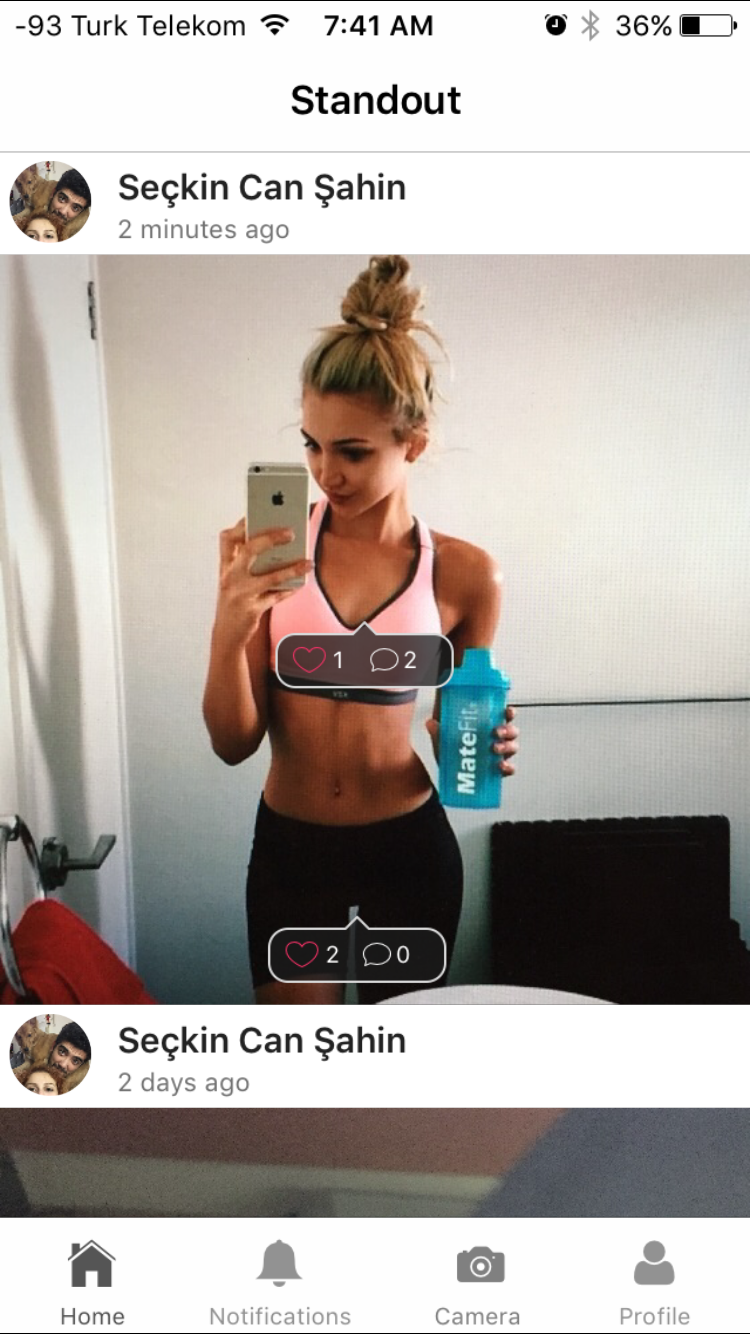 -93 Turk Telekom 7:41 AM 36%
Standout
Seçkin Can Şahin
2 minutes ago
1 2
MateFit.
2 0
Seçkin Can Şahin
2 days ago
Home Notifications Camera Profile